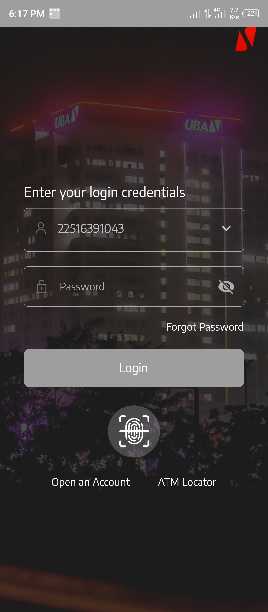 6:17 PM
UBA
UBA
Enter your login credentials
22516391043
Password
Forgot Password
Login
Open an Account
ATM Locator